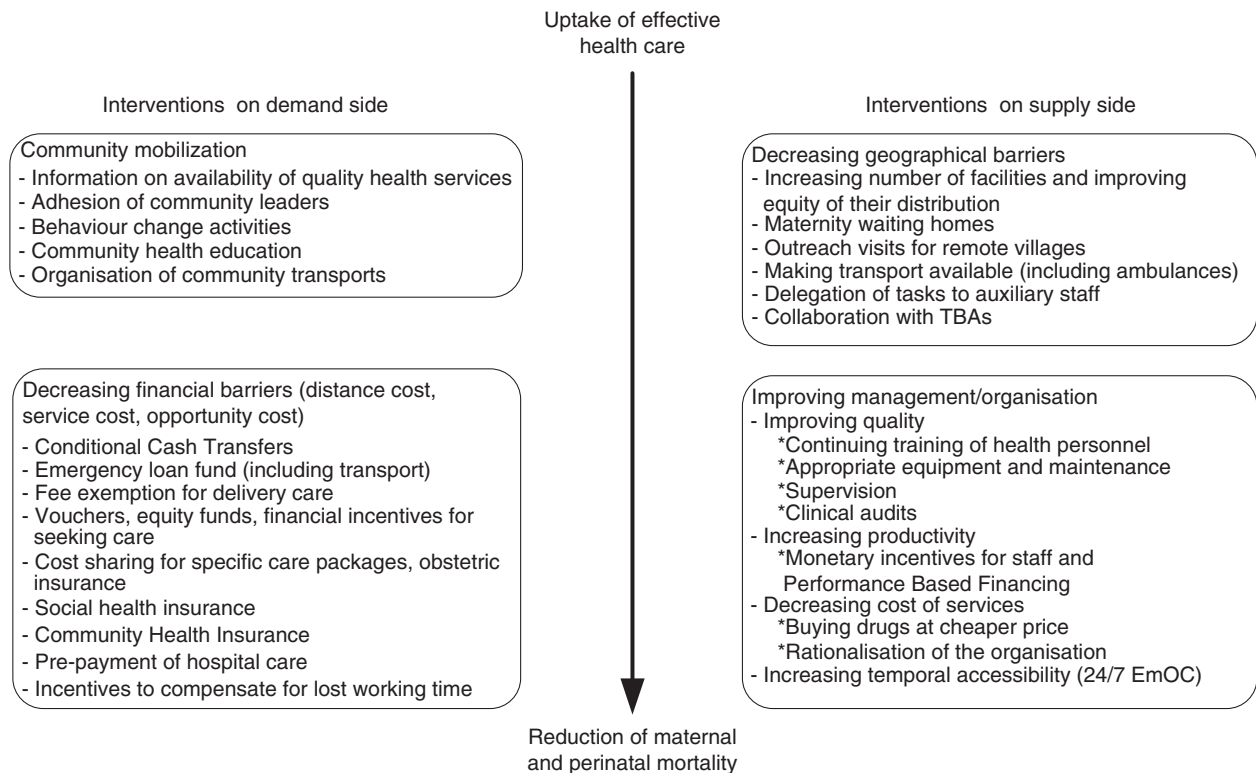 Uptake of effective
health care
Interventions on demand side
Community mobilization
- Information on availability of quality health services
- Adhesion of community leaders
- Behaviour change activities
- Community health education
- Organisation of community transports
Decreasing financial barriers (distance cost,
service cost, opportunity cost)
- Conditional Cash Transfers
- Emergency loan fund (including transport)
- Fee exemption for delivery care
- Vouchers, equity funds, financial incentives for
seeking care
- Cost sharing for specific care packages, obstetric
insurance
- Social health insurance
- Community Health Insurance
- Pre-payment of hospital care
- Incentives to compensate for lost working time
Interventions on supply side
Decreasing geographical barriers
- Increasing number of facilities and improving
equity of their distribution
- Maternity waiting homes
- Outreach visits for remote villages
- Making transport available (including ambulances)
- Delegation of tasks to auxiliary staff
- Collaboration with TBAs
Improving management/organisation
- Improving quality
*Continuing training of health personnel
*Appropriate equipment and maintenance
*Supervision
*Clinical audits
- Increasing productivity
*Monetary incentives for staff and
Performance Based Financing
- Decreasing cost of services
*Buying drugs at cheaper price
*Rationalisation of the organisation
- Increasing temporal accessibility (24/7 EmOC)
Reduction of maternal
and perinatal mortality